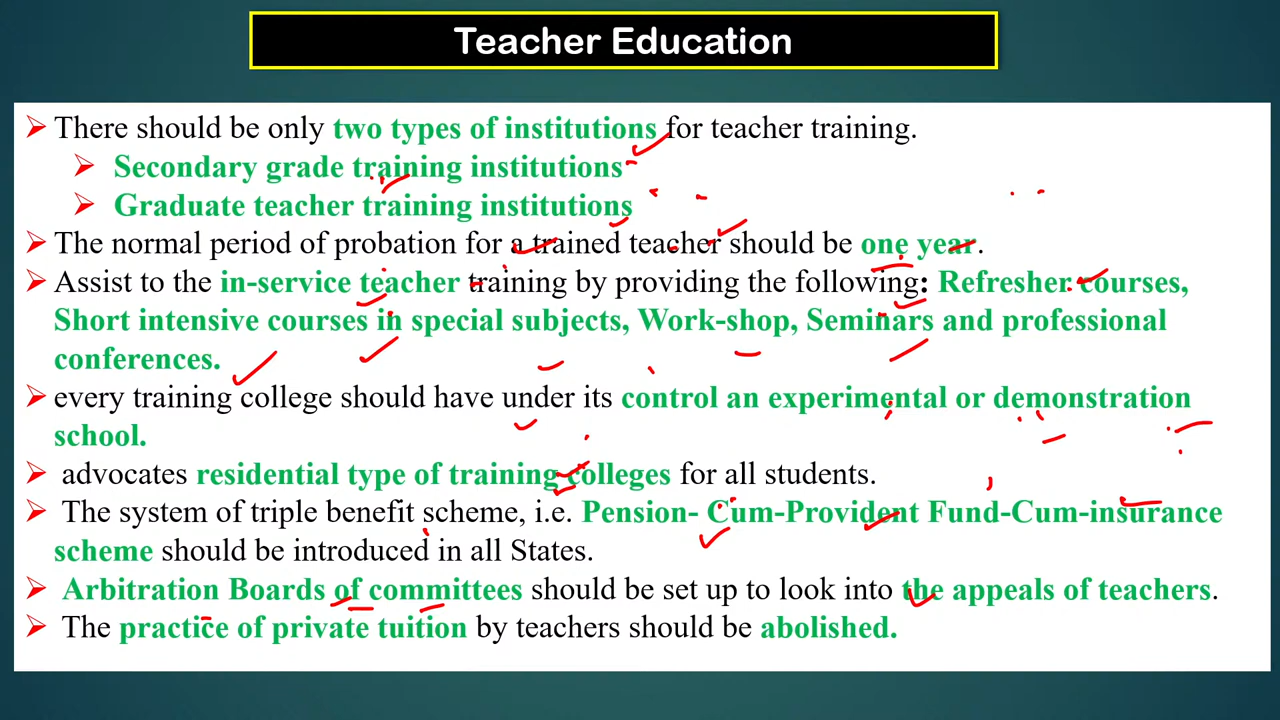 Teacher Education
There should be only two types of institutions for teacher training.
Secondary grade training institutions
Graduate teacher training institutions
The normal period of probation for a trained teacher should be one year.
Assist to the in-service teacher training by providing the following: Refresher courses,
Short intensive courses in special subjects, Work-shop, Seminars and professional
conferences.
every training college should have under its control an experimental or demonstration
school.
advocates residential type of training colleges for all students.
The system of triple benefit scheme, i.e. Pension- Cum-Provident Fund-Cum-insurance
scheme should be introduced in all States.
Arbitration Boards of committees should be set up to look into the appeals of teachers.
The practice of private tuition by teachers should be abolished.